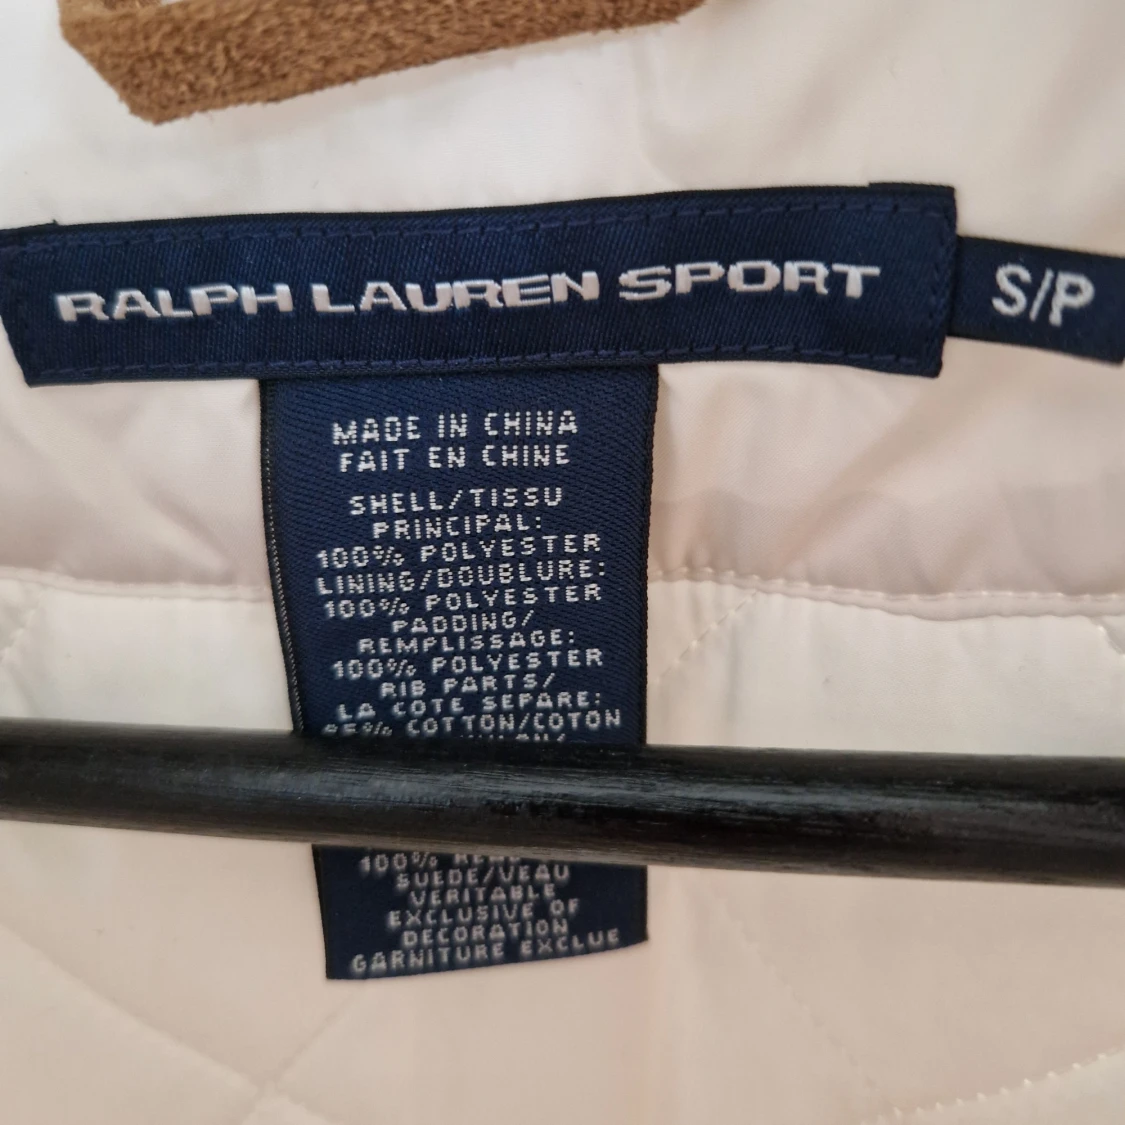 RALPH LAUREN SPORT
S/P
MADE IN CHINA
FAIT EN CHINE
SHELL/TISSU
PRINCIPAL:
100% POLYESTER
LINING/DOUBLURE:
100% POLYESTER
PADDING/
REMPLISSAGE:
100% POLYESTER
RIB PARTS/
LA COTE SEPARE:
COTTON/COTON
100%
SUEDE/VEAU
VERITABLE
EXCLUSIVE OF
DECORATION
GARNITURE EXCLUE